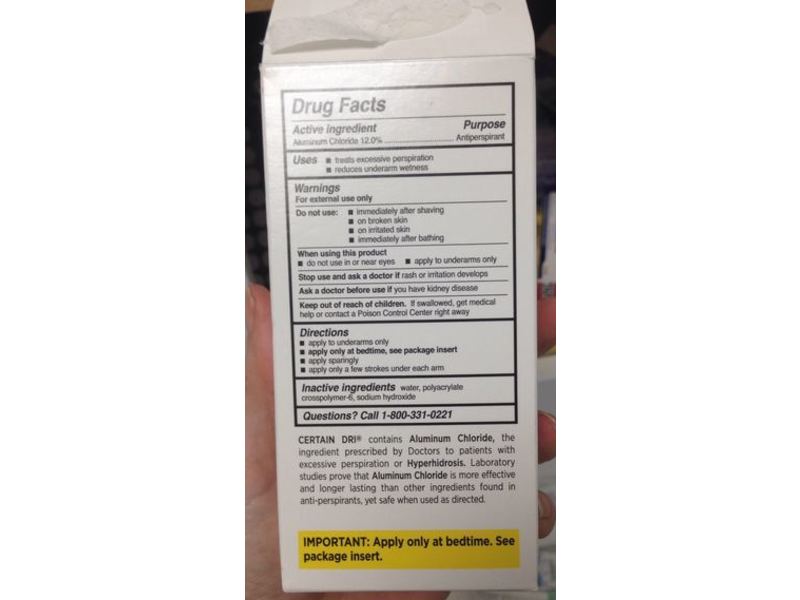 Drug Facts
Active ingredient Purpose
Aluminum Chloride 12.0% ........................ Antiperspirant
Uses ■ treats excessive perspiration
■ reduces underarm wetness
Warnings
For external use only
Do not use: ■ immediately after shaving
■ on broken skin
■ on irritated skin
■ immediately after bathing
When using this product
■ do not use in or near eyes ■ apply to underarms only
Stop use and ask a doctor if rash or irritation develops
Ask a doctor before use if you have kidney disease
Keep out of reach of children. If swallowed, get medical
help or contact a Poison Control Center right away
Directions
■ apply to underarms only
■ apply only at bedtime, see package insert
■ apply sparingly
■ apply only a few strokes under each arm
Inactive ingredients water, polyacrylate
crosspolymer-6, sodium hydroxide
Questions? Call 1-800-331-0221
CERTAIN DRI® contains Aluminum Chloride, the
ingredient prescribed by Doctors to patients with
excessive perspiration or Hyperhidrosis. Laboratory
studies prove that Aluminum Chloride is more effective
and longer lasting than other ingredients found in
anti-perspirants, yet safe when used as directed.
IMPORTANT: Apply only at bedtime. See
package insert.